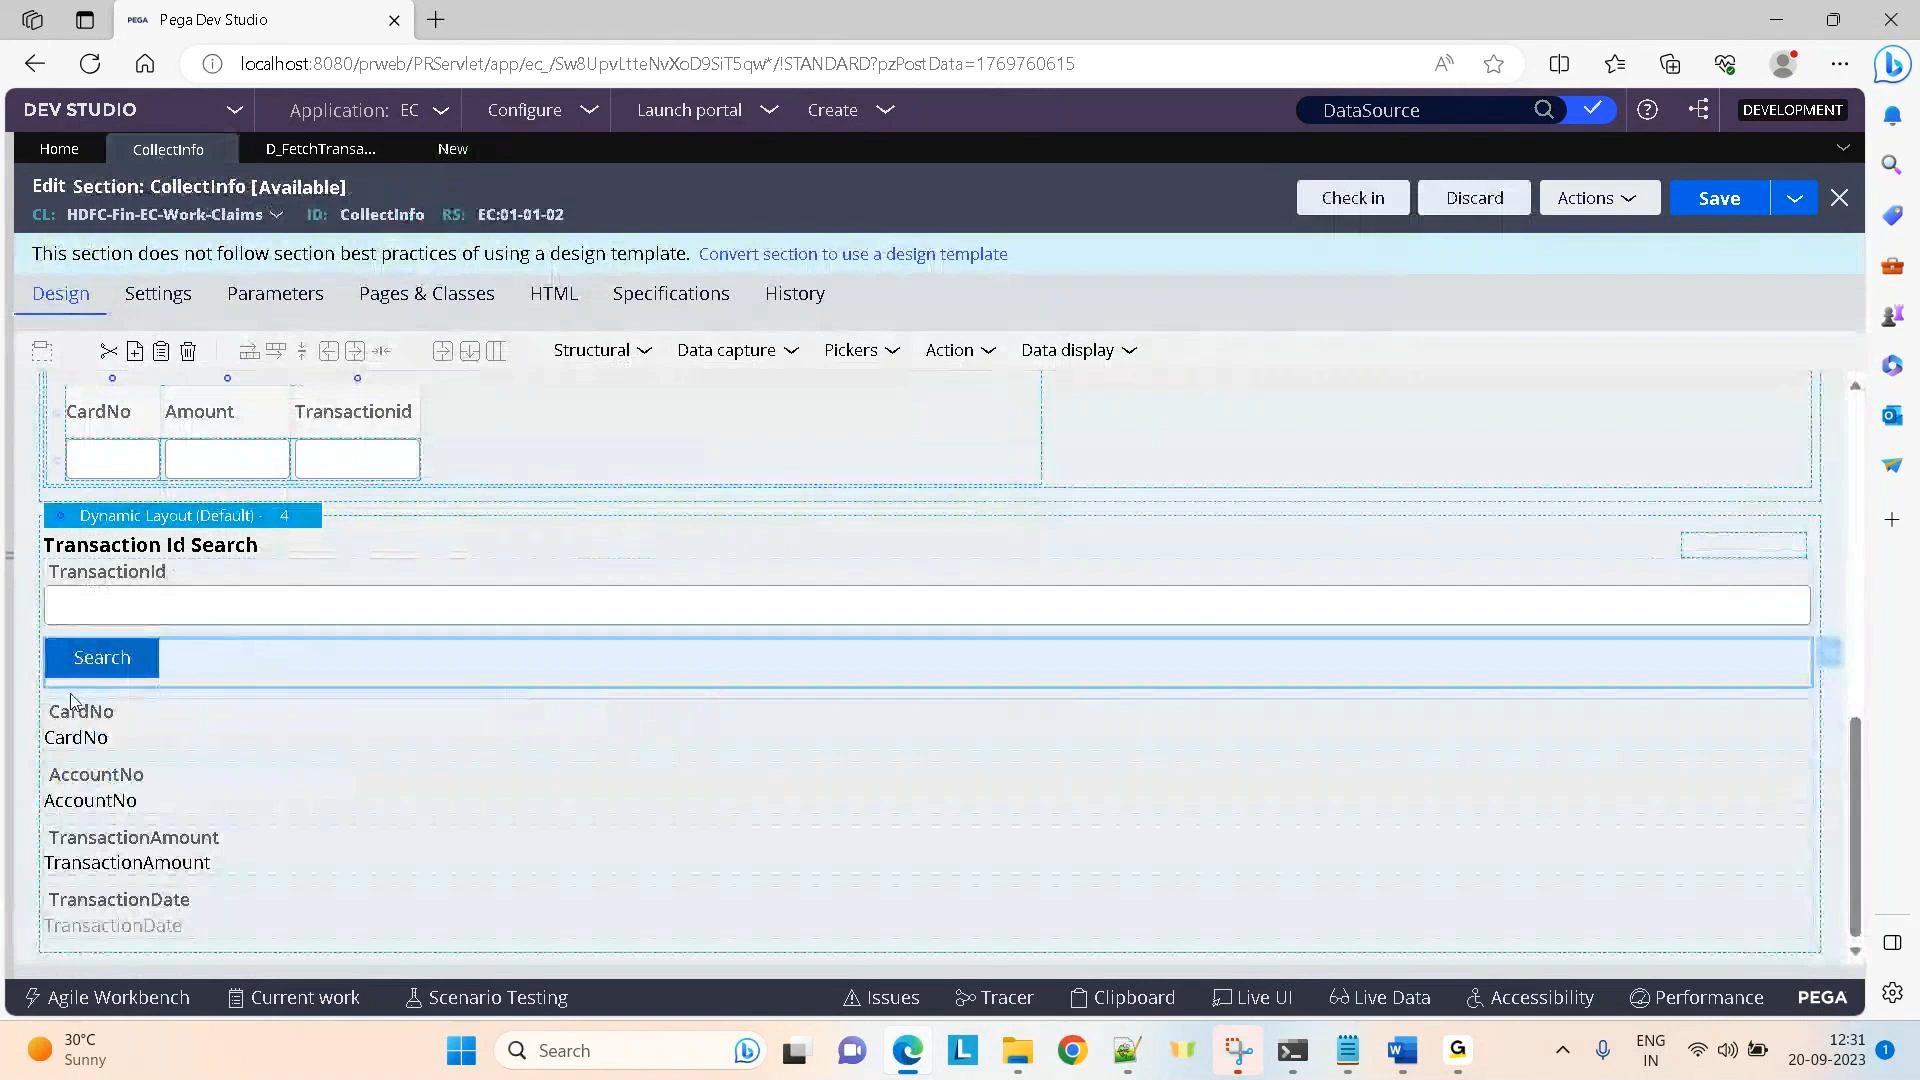 PEGA Pega Dev Studio
localhost:8080/prweb/PRServlet/app/ec_/Sw8UpvLtteNvXoD9SiT5qw*/!STANDARD?pzPostData=1769760615
DEV STUDIO Application: EC Configure Launch portal Create DataSource DEVELOPMENT
Home CollectInfo D_FetchTransa... New
Edit Section: CollectInfo [Available]
CL: HDFC-Fin-EC-Work-Claims ID: CollectInfo RS: EC:01-01-02
Check in Discard Actions Save
This section does not follow section best practices of using a design template. Convert section to use a design template
Design Settings Parameters Pages & Classes HTML Specifications History
Structural Data capture Pickers Action Data display
CardNo Amount Transactionid
Dynamic Layout (Default) - 4
Transaction Id Search
TransactionId
Search
CardNo
CardNo
AccountNo
AccountNo
TransactionAmount
TransactionAmount
TransactionDate
TransactionDate
Agile Workbench Current work Scenario Testing Issues Tracer Clipboard Live UI Live Data Accessibility Performance PEGA
30°C
Sunny
Search
ENG
IN
12:31
20-09-2023
1